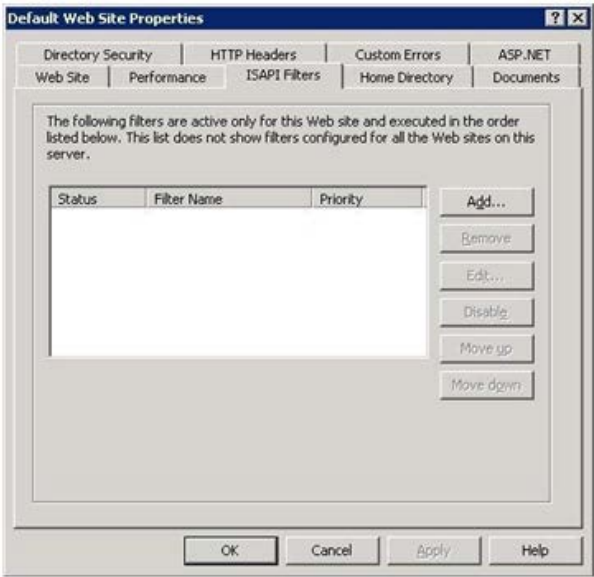 Default Web Site Properties
Directory Security HTTP Headers Custom Errors ASP.NET
Web Site Performance ISAPI Filters Home Directory Documents
The following filters are active only for this Web site and executed in the order
listed below. This list does not show filters configured for all the Web sites on this
server.
Status Filter Name Priority
Add...
Remove
Edit...
Disable
Move up
Move down
OK Cancel Apply Help